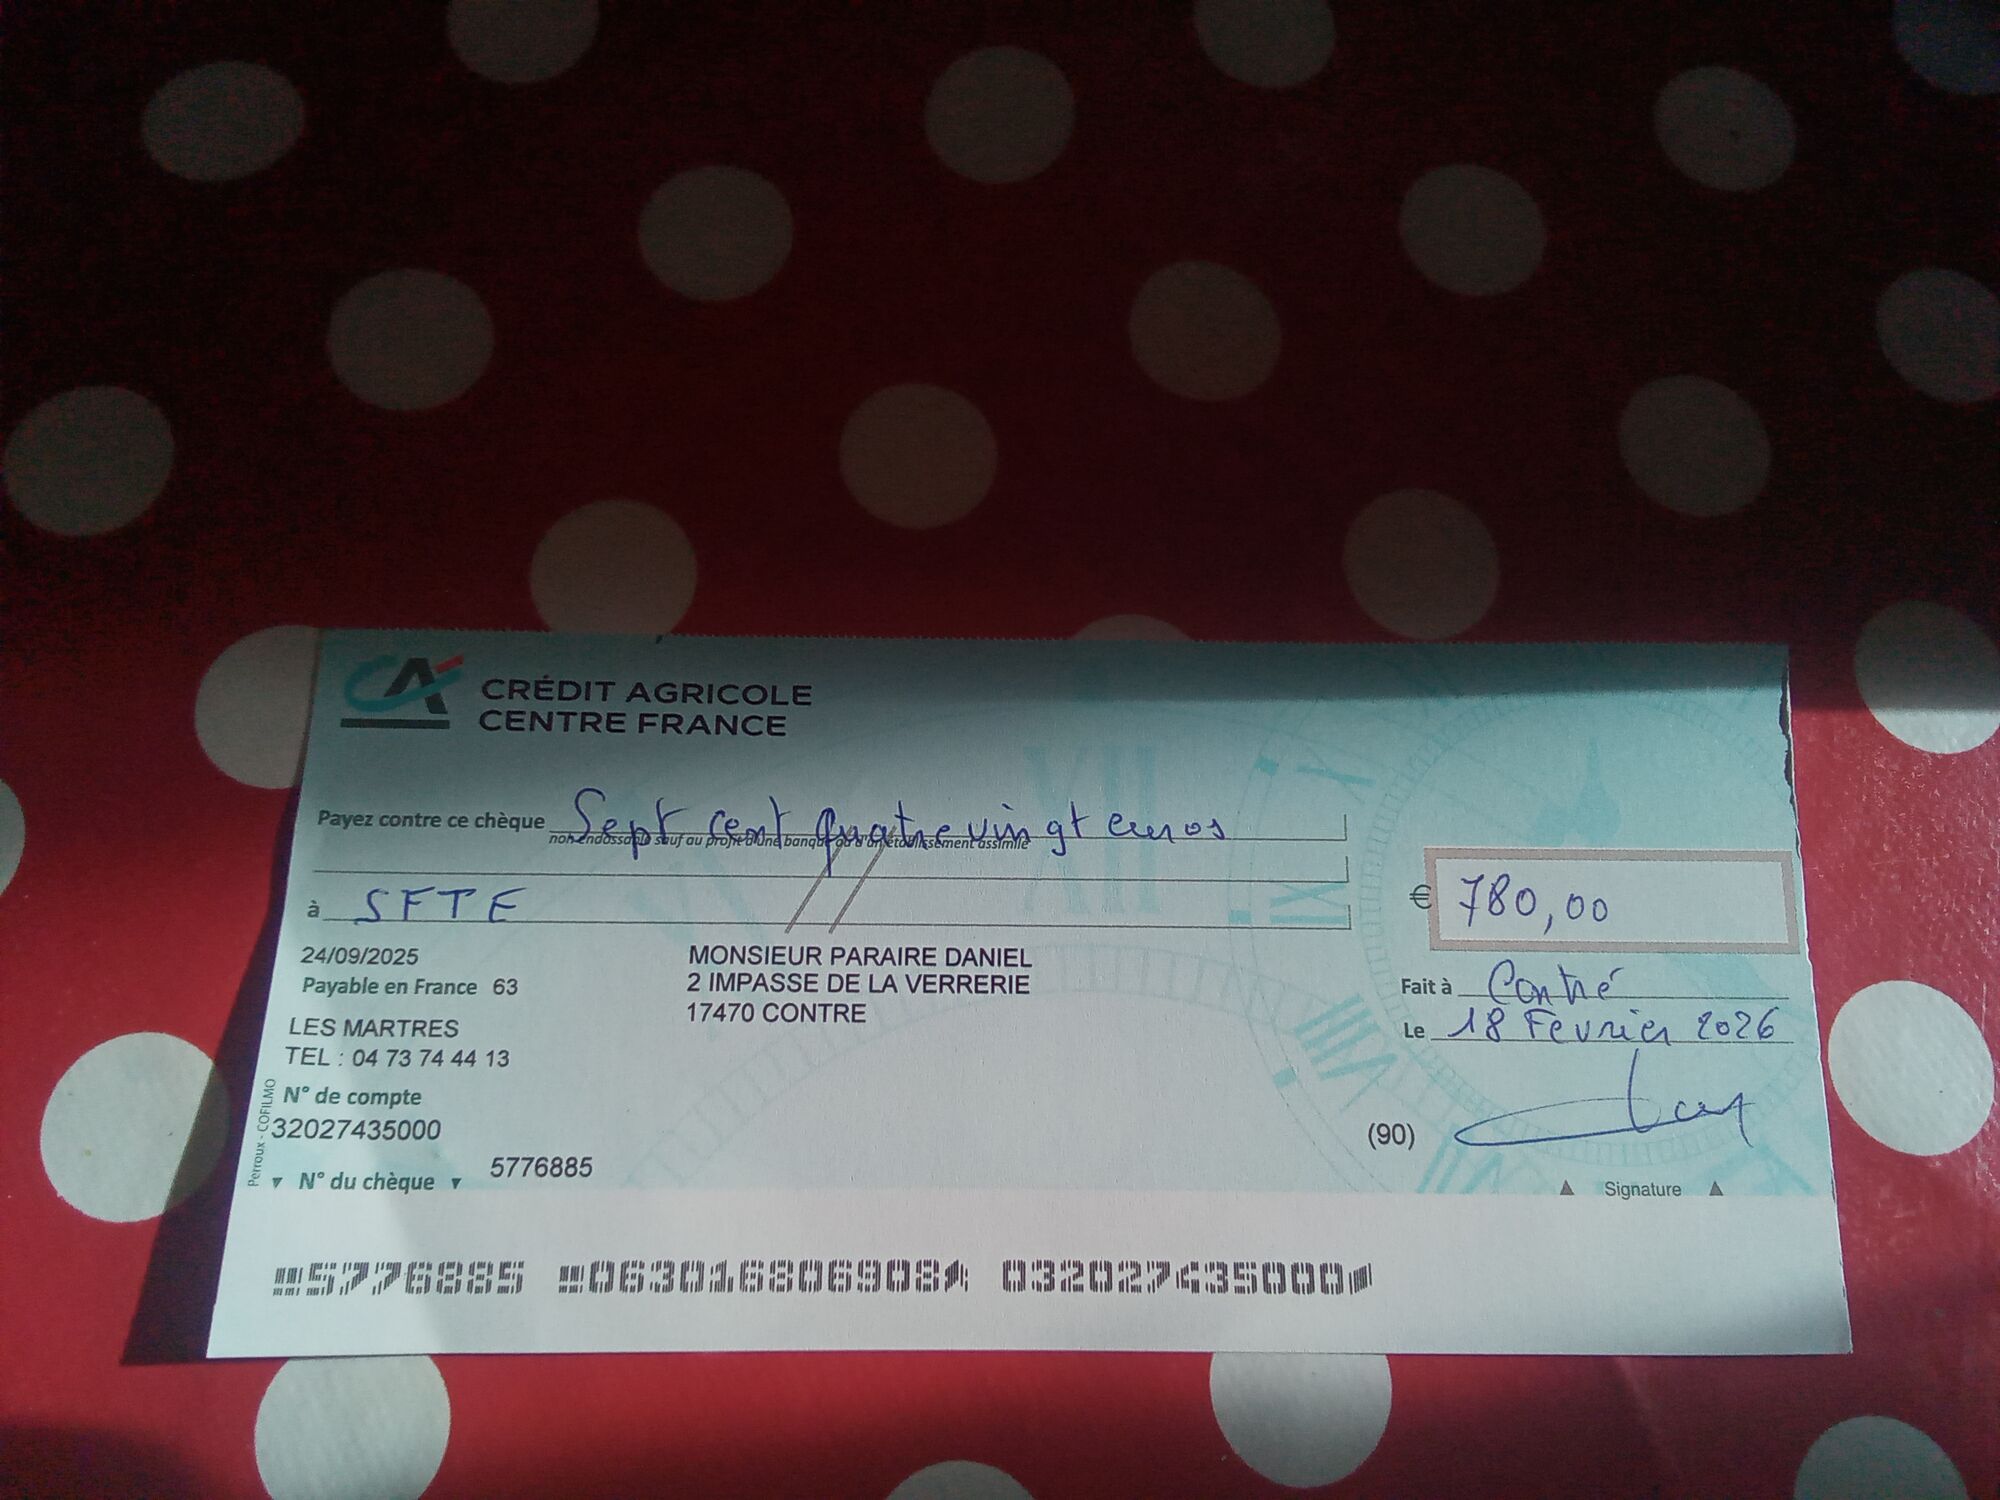 CRÉDIT AGRICOLE
CENTRE FRANCE
Payez contre ce chèque Sept cent quatre vingt euros
non endossable sauf au profit d'une banque ou d'un établissement assimilé
€ 780,00
à SFTE
24/09/2025
Payable en France 63
LES MARTRES
TEL : 04 73 74 44 13
MONSIEUR PARAIRE DANIEL
2 IMPASSE DE LA VERRERIE
17470 CONTRE
Fait à Contré
Le 18 Fevrier 2026
N° de compte
32027435000
Perroux - COFILMO
N° du chèque 5776885
(90)
Signature
5776885 063016806908 032027435000